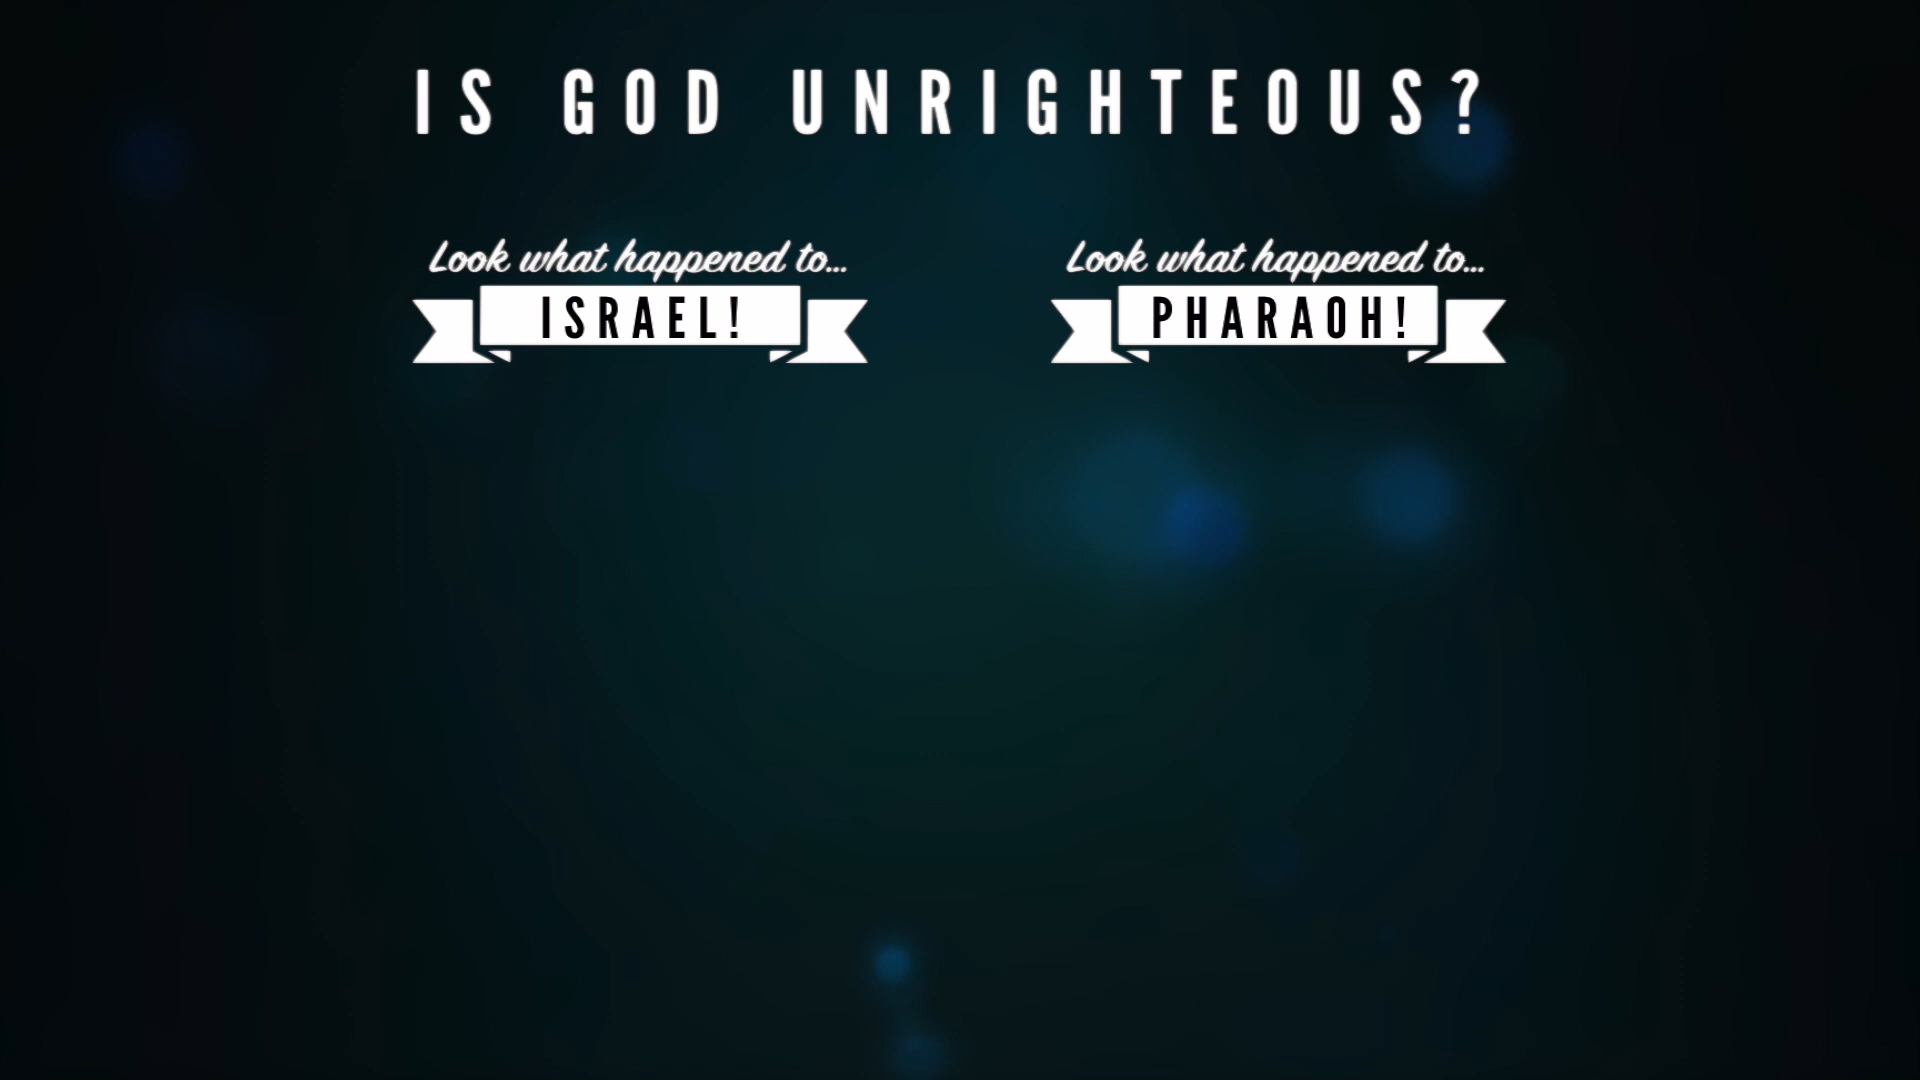 IS GOD UNRIGHTEOUS?
Look what happened to...
ISRAEL!
Look what happened to...
PHARAOH!